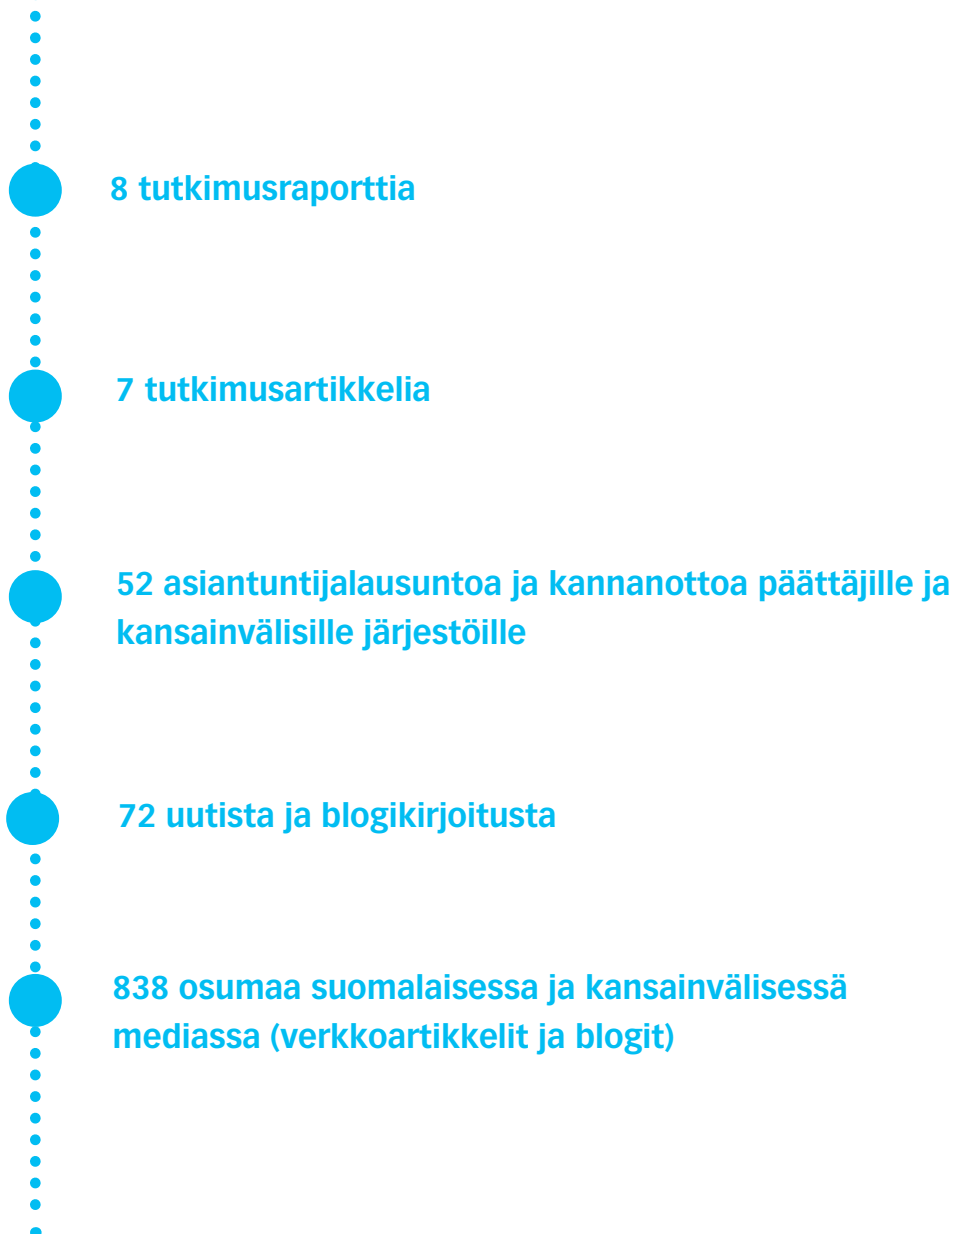 8 tutkimusraporttia
7 tutkimusartikkelia
52 asiantuntijalausuntoa ja kannanottoa päättäjille ja
kansainvälisille järjestöille
72 uutista ja blogikirjoitusta
838 osumaa suomalaisessa ja kansainvälisessä
mediassa (verkkoartikkelit ja blogit)